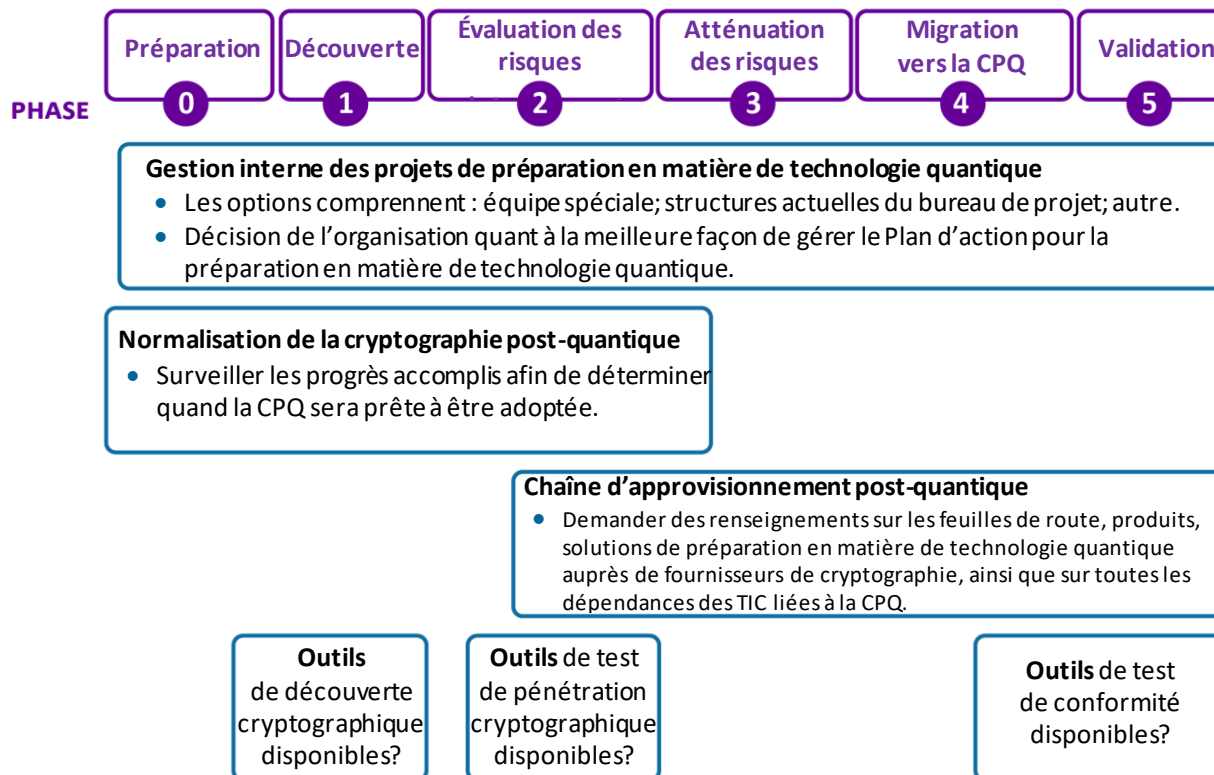 Préparation
Découverte
Évaluation des
risques
Atténuation
des risques
Migration
vers la CPQ
Validation
PHASE
0
1
2
3
4
5
Gestion interne des projets de préparation en matière de technologie quantique
• Les options comprennent : équipe spéciale; structures actuelles du bureau de projet; autre.
• Décision de l'organisation quant à la meilleure façon de gérer le Plan d'action pour la
préparation en matière de technologie quantique.
Normalisation de la cryptographie post-quantique
• Surveiller les progrès accomplis afin de déterminer
quand la CPQ sera prête à être adoptée.
Chaîne d'approvisionnement post-quantique
• Demander des renseignements sur les feuilles de route, produits,
solutions de préparation en matière de technologie quantique
auprès de fournisseurs de cryptographie, ainsi que sur toutes les
dépendances des TIC liées à la CPQ.
Outils
de découverte
cryptographique
disponibles?
Outils de test
de pénétration
cryptographique
disponibles?
Outils de test
de conformité
disponibles?